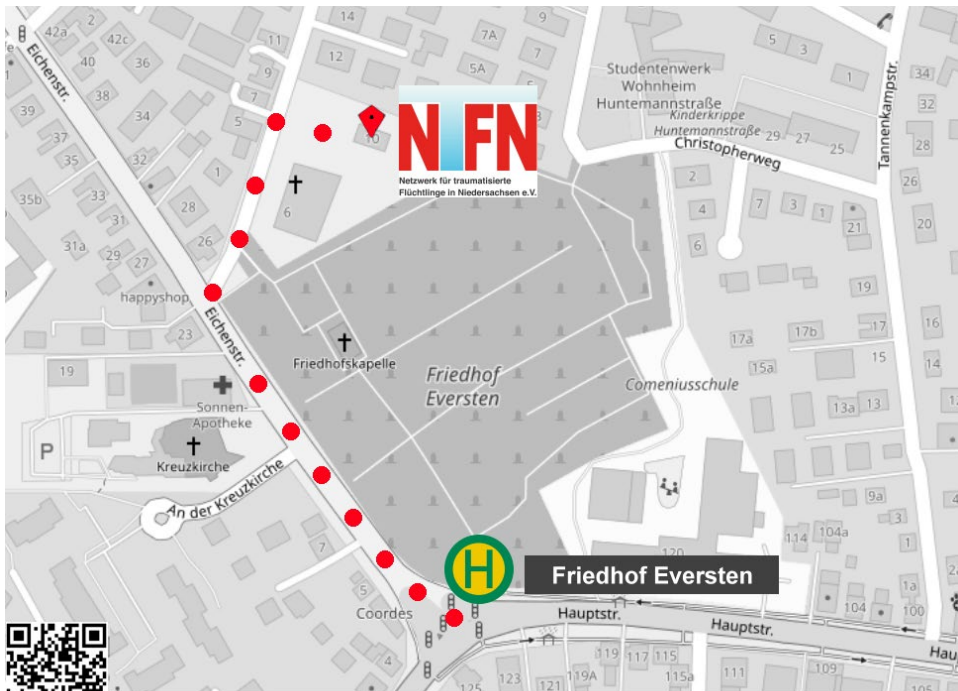 42a
2
42c
40
36
38
34
Eichenstr.
39
37
35
32
33
28
35b
31
31a
29
27
26
happyshop
23
11
9
7
5
14
12
10
6
7A
9
7
5A
NTFN
Netzwerk für traumatisierte
Flüchtlinge in Niedersachsen e.V.
Studentenwerk
Wohnheim
Huntemannstraße
Kinderkrippe
Huntemannstraße
5
3
1
29
27
25
Christopherweg
Tannenkampstr.
34
32
28
26
20
2
4
6
7
3
1
21
19
17a
17b
17
16
15a
15
14
13a
13
12
Eichenstr.
19
Sonnen-
Apotheke
P
Kreuzkirche
An der Kreuzkirche
7
5
Friedhofskapelle
Friedhof
Eversten
Comeniusschule
120
9a
3
114
104a
104
1a
100
H
Friedhof Eversten
Coordes
4
Hauptstr.
Hauptstr.
Hau
125
123
121
119
119A
117
115
115a
111
109
105